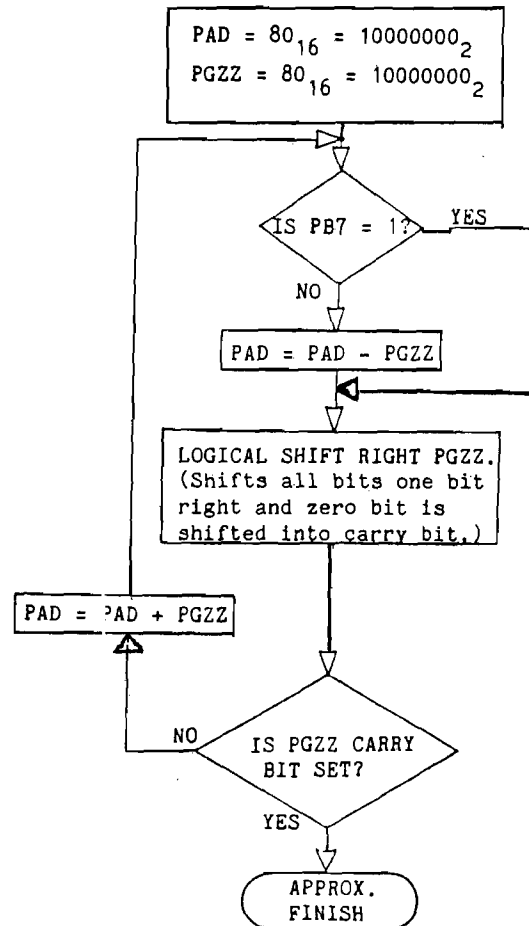 PAD = 80₁₆ = 10000000₂
PGZZ = 80₁₆ = 10000000₂
IS PB7 = 1?
YES
NO
PAD = PAD - PGZZ
LOGICAL SHIFT RIGHT PGZZ.
(Shifts all bits one bit
right and zero bit is
shifted into carry bit.)
PAD = PAD + PGZZ
NO
IS PGZZ CARRY
BIT SET?
YES
APPROX.
FINISH